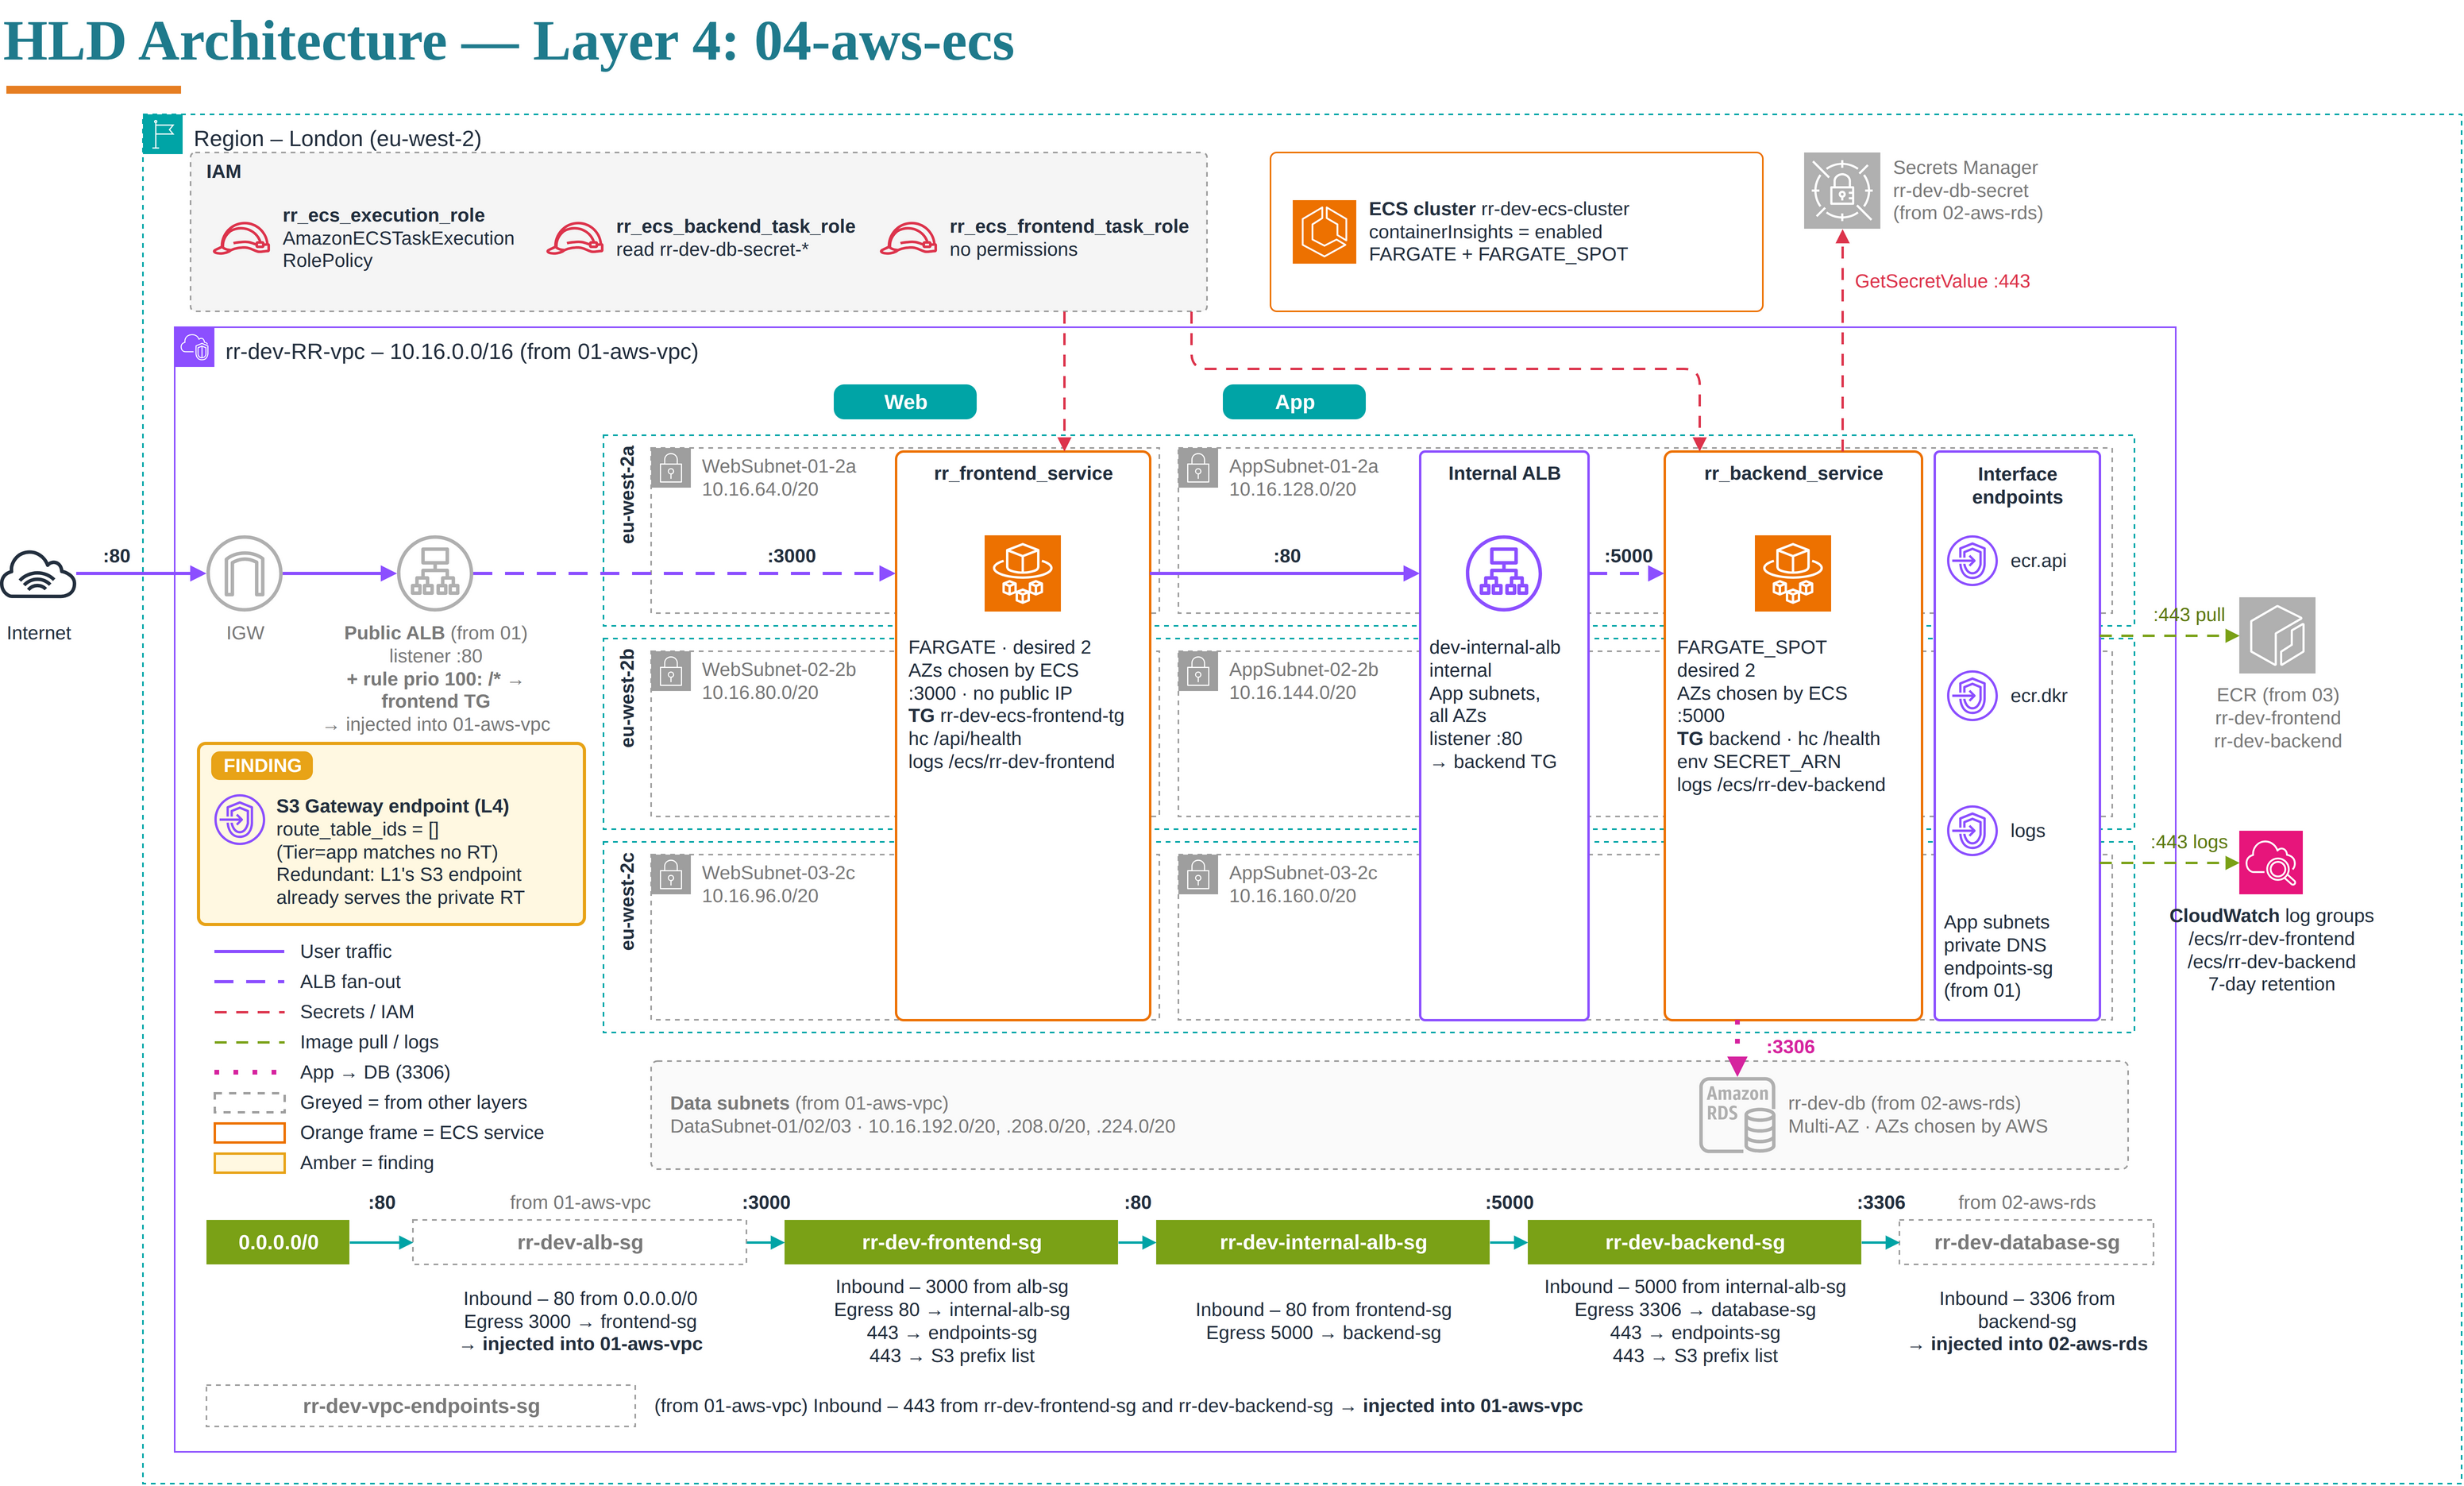 HLD Architecture — Layer 4: 04-aws-ecs
Region – London (eu-west-2)
IAM
rr_ecs_execution_role
AmazonECSTaskExecution
RolePolicy
rr_ecs_backend_task_role
read rr-dev-db-secret-*
rr_ecs_frontend_task_role
no permissions
ECS cluster rr-dev-ecs-cluster
containerInsights = enabled
FARGATE + FARGATE_SPOT
Secrets Manager
rr-dev-db-secret
(from 02-aws-rds)
GetSecretValue :443
rr-dev-RR-vpc – 10.16.0.0/16 (from 01-aws-vpc)
Web
App
eu-west-2a
WebSubnet-01-2a
10.16.64.0/20
rr_frontend_service
AppSubnet-01-2a
10.16.128.0/20
Internal ALB
rr_backend_service
Interface
endpoints
:80
:3000
:80
:5000
ecr.api
Internet
IGW
Public ALB (from 01)
listener :80
+ rule prio 100: /* →
frontend TG
→ injected into 01-aws-vpc
eu-west-2b
WebSubnet-02-2b
10.16.80.0/20
FARGATE · desired 2
AZs chosen by ECS
:3000 · no public IP
TG rr-dev-ecs-frontend-tg
hc /api/health
logs /ecs/rr-dev-frontend
AppSubnet-02-2b
10.16.144.0/20
dev-internal-alb
internal
App subnets,
all AZs
listener :80
→ backend TG
FARGATE_SPOT
desired 2
AZs chosen by ECS
:5000
TG backend · hc /health
env SECRET_ARN
logs /ecs/rr-dev-backend
ecr.dkr
logs
:443 pull
ECR (from 03)
rr-dev-frontend
rr-dev-backend
:443 logs
CloudWatch log groups
/ecs/rr-dev-frontend
/ecs/rr-dev-backend
7-day retention
FINDING
S3 Gateway endpoint (L4)
route_table_ids = []
(Tier=app matches no RT)
Redundant: L1's S3 endpoint
already serves the private RT
eu-west-2c
WebSubnet-03-2c
10.16.96.0/20
AppSubnet-03-2c
10.16.160.0/20
App subnets
private DNS
endpoints-sg
(from 01)
User traffic
ALB fan-out
Secrets / IAM
Image pull / logs
App → DB (3306)
Greyed = from other layers
Orange frame = ECS service
Amber = finding
:3306
Data subnets (from 01-aws-vpc)
DataSubnet-01/02/03 · 10.16.192.0/20, .208.0/20, .224.0/20
Amazon
RDS
rr-dev-db (from 02-aws-rds)
Multi-AZ · AZs chosen by AWS
:80
from 01-aws-vpc
:3000
:80
:5000
:3306
from 02-aws-rds
0.0.0.0/0
rr-dev-alb-sg
rr-dev-frontend-sg
rr-dev-internal-alb-sg
rr-dev-backend-sg
rr-dev-database-sg
Inbound – 80 from 0.0.0.0/0
Egress 3000 → frontend-sg
→ injected into 01-aws-vpc
Inbound – 3000 from alb-sg
Egress 80 → internal-alb-sg
443 → endpoints-sg
443 → S3 prefix list
Inbound – 80 from frontend-sg
Egress 5000 → backend-sg
Inbound – 5000 from internal-alb-sg
Egress 3306 → database-sg
443 → endpoints-sg
443 → S3 prefix list
Inbound – 3306 from
backend-sg
→ injected into 02-aws-rds
rr-dev-vpc-endpoints-sg
(from 01-aws-vpc) Inbound – 443 from rr-dev-frontend-sg and rr-dev-backend-sg → injected into 01-aws-vpc